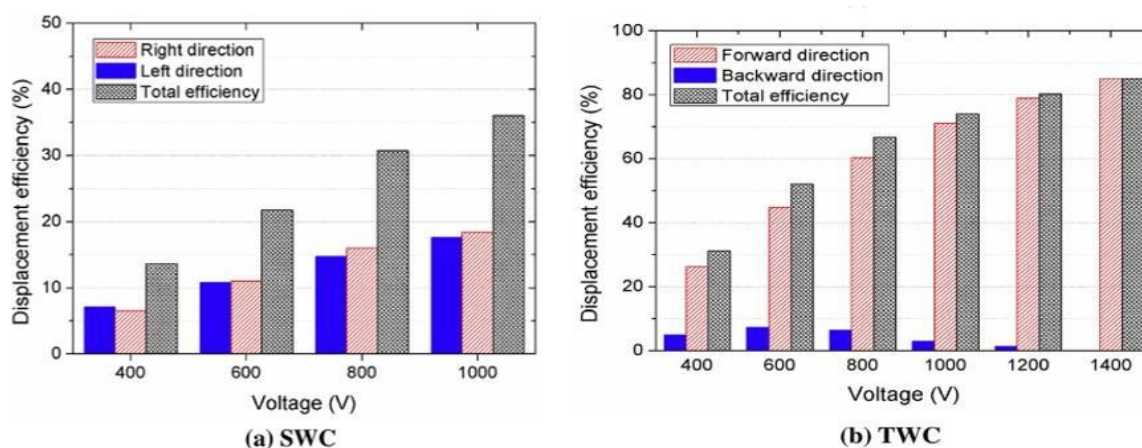 50
40
30
20
10
0
Displacement efficiency (%)
Right direction
Left direction
Total efficiency
400 600 800 1000
Voltage (V)
(a) SWC
100
80
60
40
20
0
Displacement efficiency (%)
Forward direction
Backward direction
Total efficiency
400 600 800 1000 1200 1400
Voltage (V)
(b) TWC